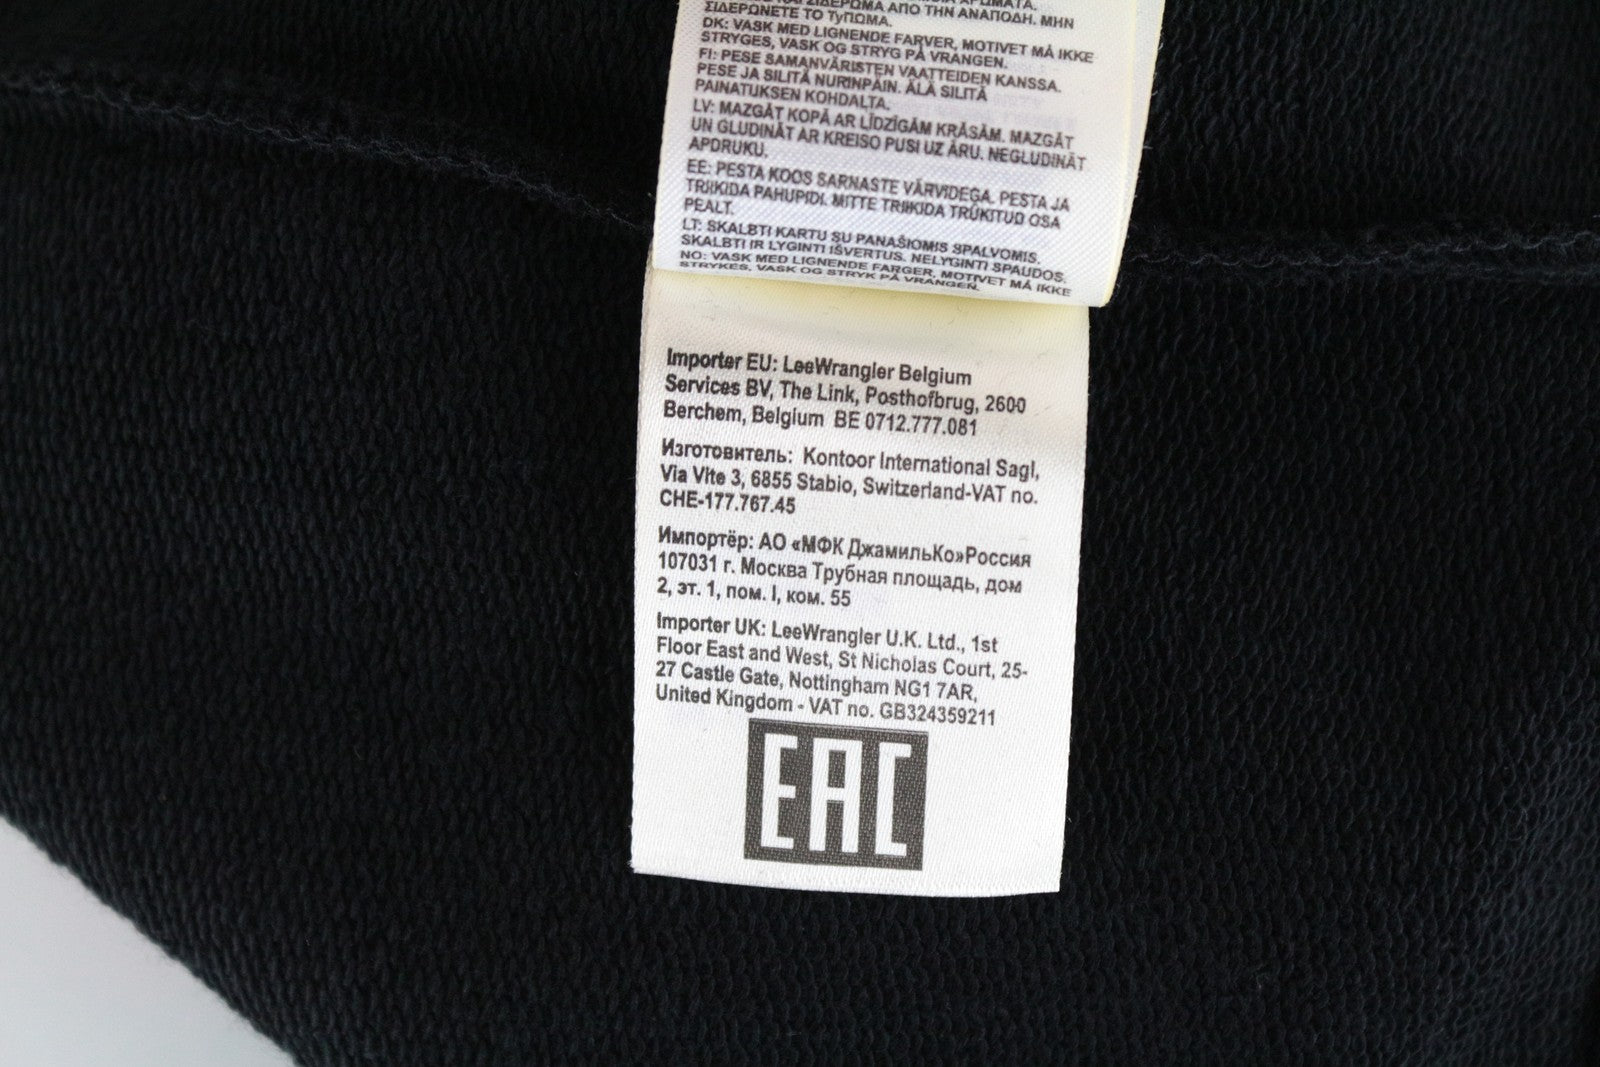 ΣΙΔΕΡΩΜΑ ΑΠΟ ΤΗΝ ΑΝΑΠΟΔΗ. ΜΗΝ
ΣΙΔΕΡΩΝΕΤΕ ΤΟ ΤυΠΩΜΑ.
DK: VASK MED LIGNENDE FARVER, MOTIVET MÅ IKKE
STRYGES, VASK OG STRYG PÅ VRANGEN.
FI: PESE SAMANVÄRISTEN VAATTEIDEN KANSSA.
PESE JA SILITÄ NURINPÄIN. ÄLÄ SILITÄ
PAINATUKSEN KOHDALTA.
LV: MAZGĀT KOPĀ AR LĪDZĪGĀM KRĀSĀM. MAZGĀT
UN GLUDINĀT AR KREISO PUSI UZ ĀRU. NEGLUDINĀT
APDRUKU.
EE: PESTA KOOS SARNASTE VÄRVIDEGA. PESTA JA
TRIIKIDA PAHUPIDI. MITTE TRIIKIDA TRÜKITUD OSA
PEALT.
LT: SKALBTI KARTU SU PANAŠIOMIS SPALVOMIS.
SKALBTI IR LYGINTI IŠVERTUS. NELYGINTI SPAUDOS.
NO: VASK MED LIGNENDE FARGER, MOTIVET MÅ IKKE
STRYKES, VASK OG STRYK PÅ VRANGEN.
Importer EU: LeeWrangler Belgium
Services BV, The Link, Posthofbrug, 2600
Berchem, Belgium BE 0712.777.081
Изготовитель: Kontoor International Sagl,
Via Vite 3, 6855 Stabio, Switzerland-VAT no.
CHE-177.767.45
Импортёр: АО «МФК ДжамильКо»Россия
107031 г. Москва Трубная площадь, дом
2, эт. 1, пом. I, ком. 55
Importer UK: LeeWrangler U.K. Ltd., 1st
Floor East and West, St Nicholas Court, 25-
27 Castle Gate, Nottingham NG1 7AR,
United Kingdom - VAT no. GB324359211
EAC